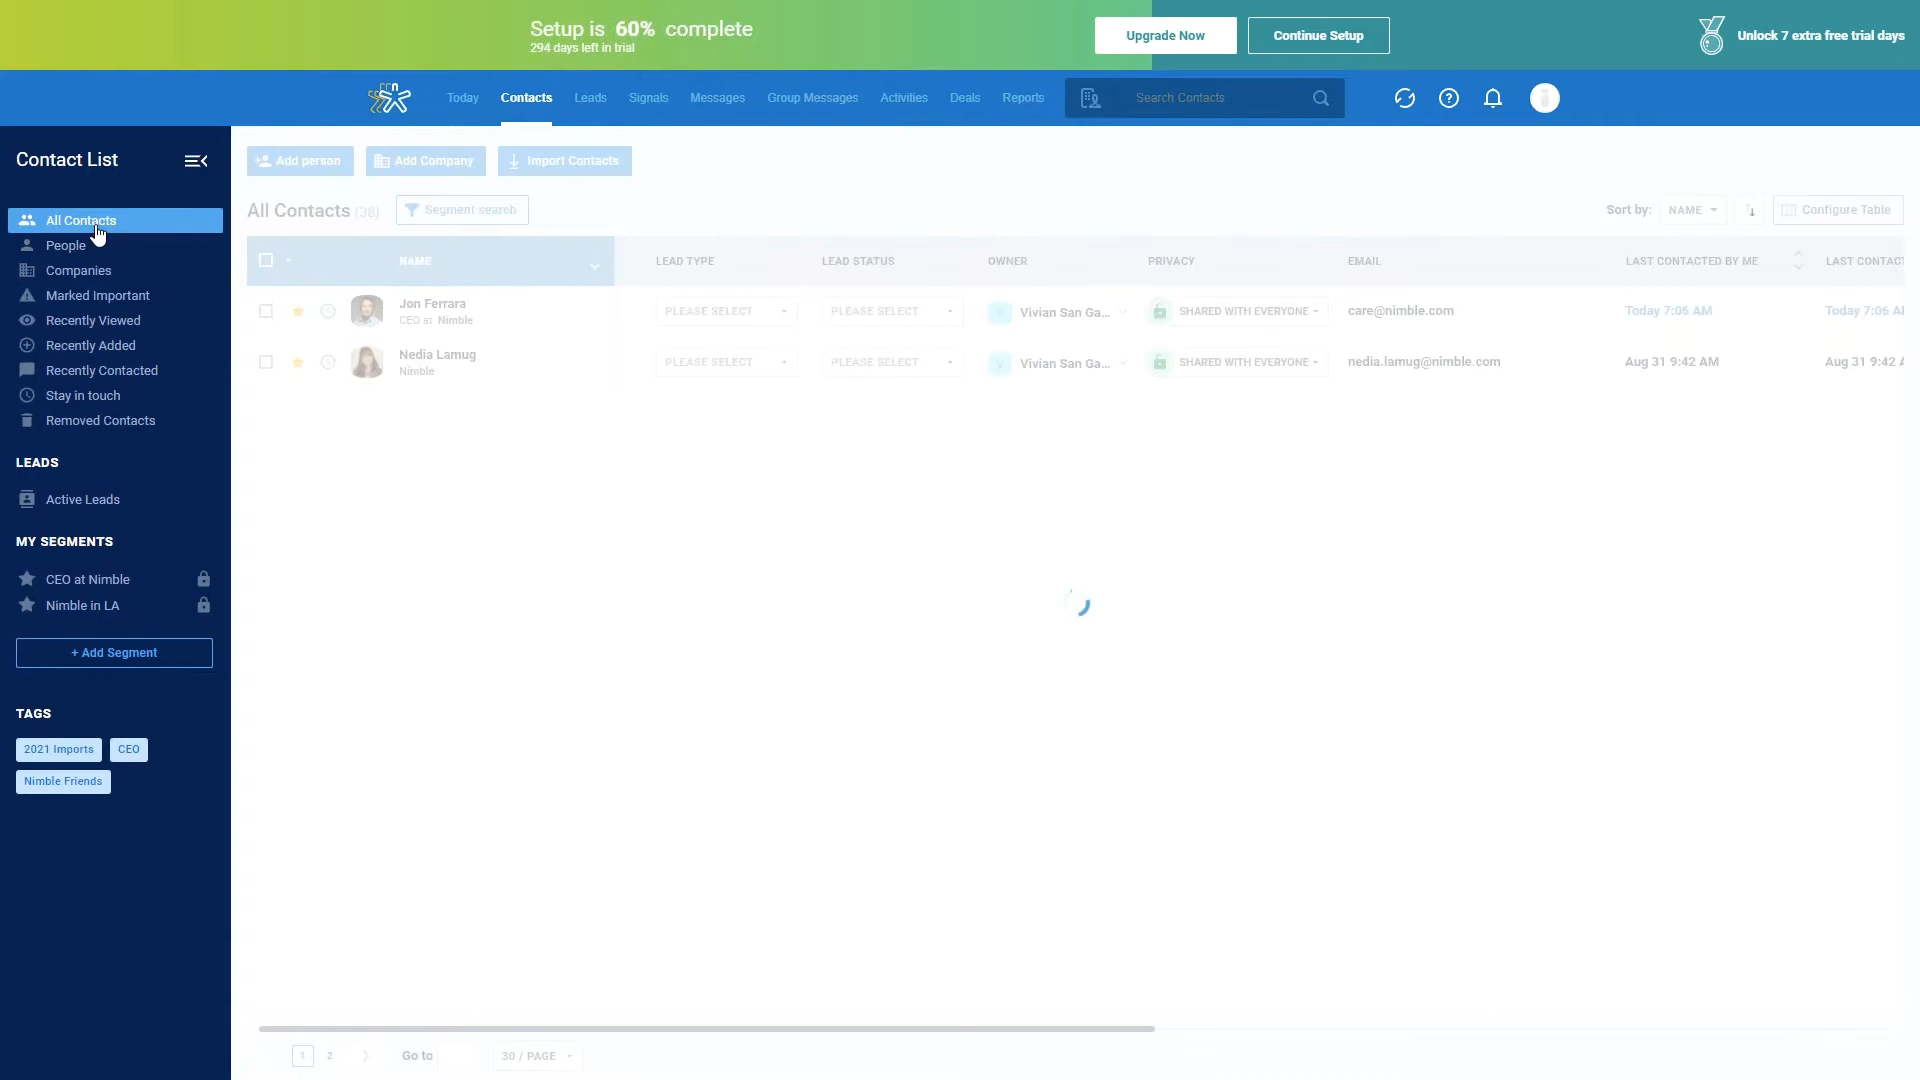 Setup is 60% complete
294 days left in trial
Upgrade Now
Continue Setup
Unlock 7 extra free trial days
Today
Contacts
Leads
Signals
Messages
Group Messages
Activities
Deals
Reports
Search Contacts
Contact List
All Contacts
People
Companies
Marked Important
Recently Viewed
Recently Added
Recently Contacted
Stay in touch
Removed Contacts
LEADS
Active Leads
MY SEGMENTS
CEO at Nimble
Nimble in LA
+ Add Segment
TAGS
2021 Imports
CEO
Nimble Friends
Add person
Add Company
Import Contacts
All Contacts (38)
Segment search
Sort by:
NAME
Configure Table
NAME
LEAD TYPE
LEAD STATUS
OWNER
PRIVACY
EMAIL
LAST CONTACTED BY ME
LAST CONTACT
Jon Ferrara
CEO at Nimble
PLEASE SELECT
PLEASE SELECT
Vivian San Ga...
SHARED WITH EVERYONE
care@nimble.com
Today 7:06 AM
Today 7:06 AM
Nedia Lamug
Nimble
PLEASE SELECT
PLEASE SELECT
Vivian San Ga...
SHARED WITH EVERYONE
nedia.lamug@nimble.com
Aug 31 9:42 AM
Aug 31 9:42 A
1
2
Go to
30 / PAGE